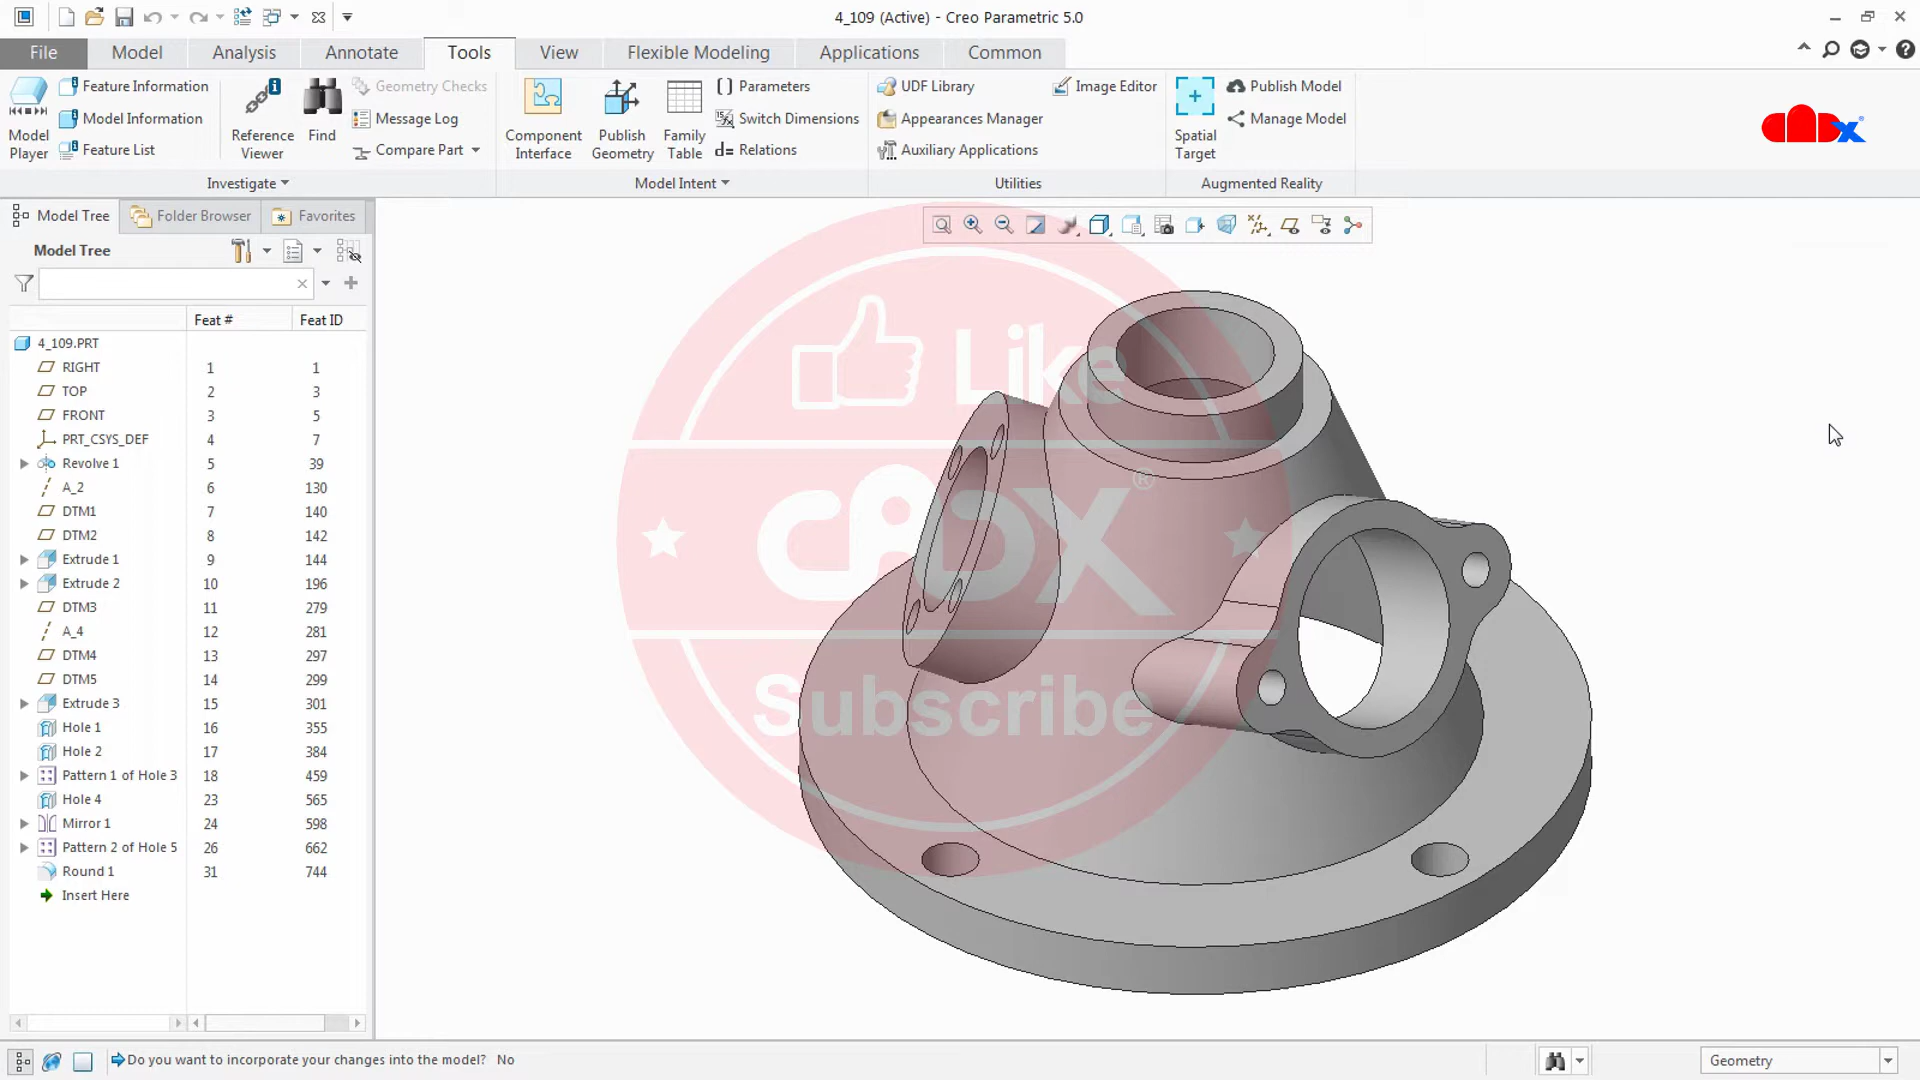 4_109 (Active) - Creo Parametric 5.0
File Model Analysis Annotate Tools View Flexible Modeling Applications Common
Model Player
Feature Information
Model Information
Feature List
Reference Viewer
Find
Geometry Checks
Message Log
Compare Part
Investigate
Component Interface
Publish Geometry
Family Table
Parameters
Switch Dimensions
Relations
Model Intent
UDF Library
Appearances Manager
Auxiliary Applications
Image Editor
Utilities
Spatial Target
Publish Model
Manage Model
Augmented Reality
CADX®
Model Tree Folder Browser Favorites
Model Tree
Feat # Feat ID
4_109.PRT
RIGHT 1 1
TOP 2 3
FRONT 3 5
PRT_CSYS_DEF 4 7
Revolve 1 5 39
A_2 6 130
DTM1 7 140
DTM2 8 142
Extrude 1 9 144
Extrude 2 10 196
DTM3 11 279
A_4 12 281
DTM4 13 297
DTM5 14 299
Extrude 3 15 301
Hole 1 16 355
Hole 2 17 384
Pattern 1 of Hole 3 18 459
Hole 4 23 565
Mirror 1 24 598
Pattern 2 of Hole 5 26 662
Round 1 31 744
Insert Here
Like
CADX®
Subscribe
Do you want to incorporate your changes into the model? No
Geometry